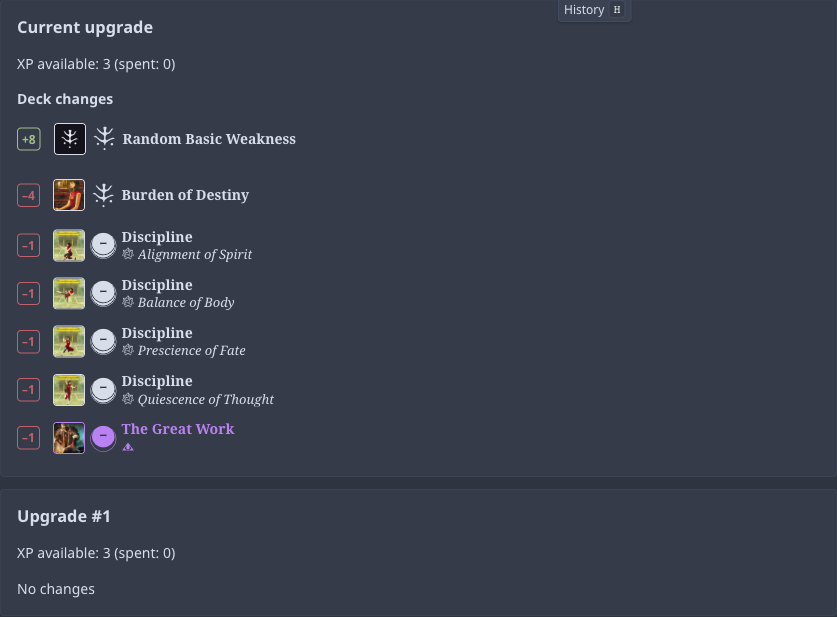 History H
Current upgrade
XP available: 3 (spent: 0)
Deck changes
+8 Random Basic Weakness
−4 Burden of Destiny
−1 – Discipline
Alignment of Spirit
−1 – Discipline
Balance of Body
−1 – Discipline
Prescience of Fate
−1 – Discipline
Quiescence of Thought
−1 – The Great Work
Upgrade #1
XP available: 3 (spent: 0)
No changes